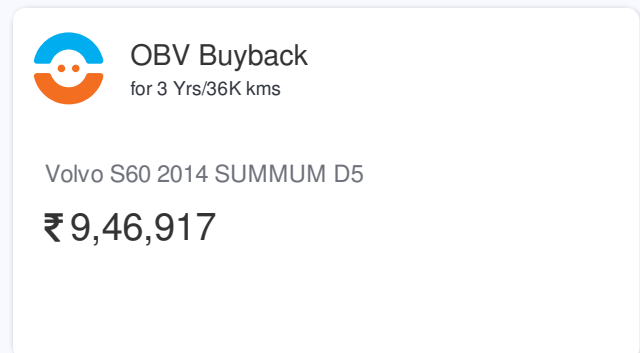 OBV Buyback
for 3 Yrs/36K kms
Volvo S60 2014 SUMMUM D5
₹ 9,46,917